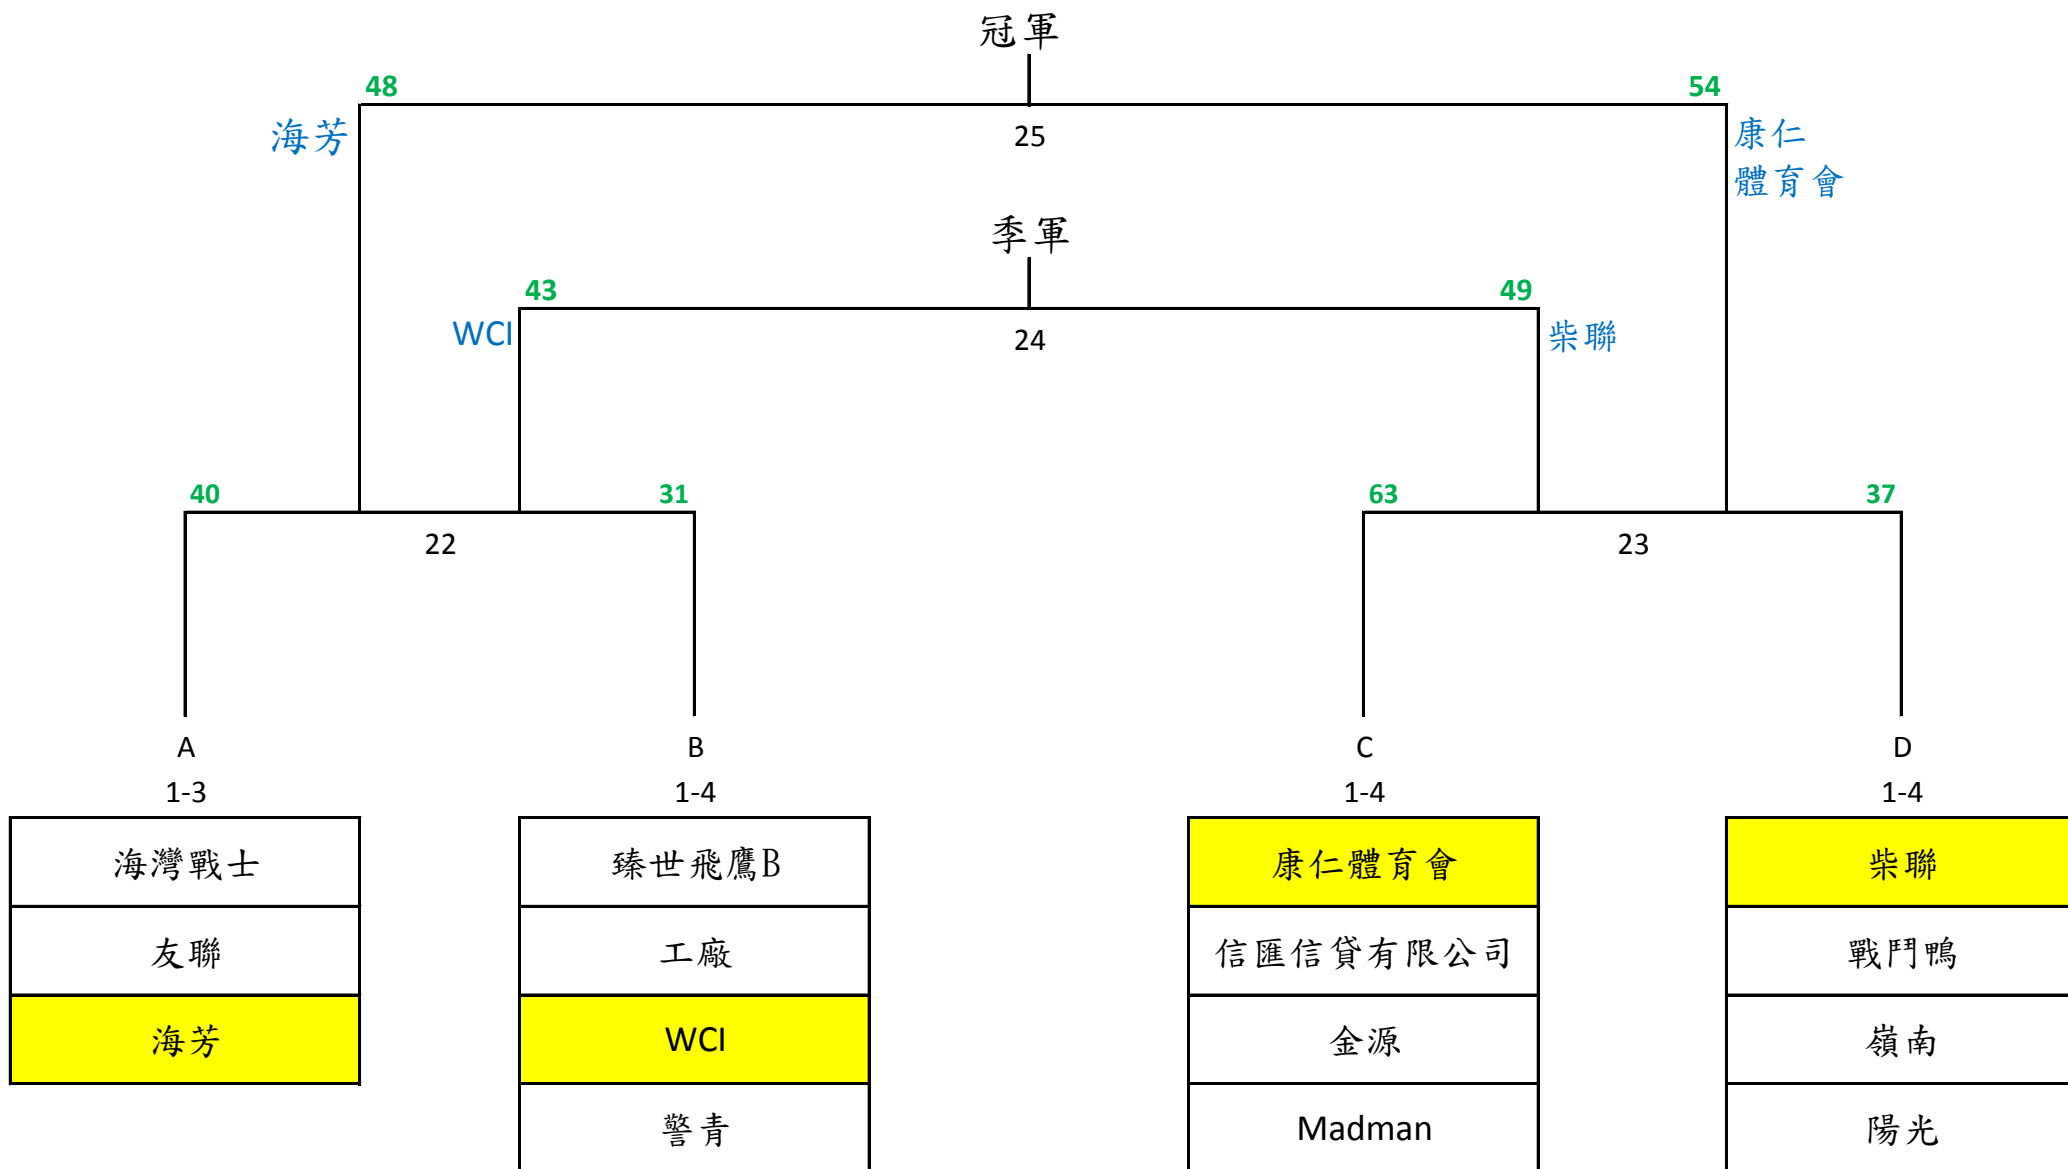 冠軍
48
54
海芳
25
康仁
體育會
季軍
43
49
WCI
24
柴聯
40
31
63
37
22
23
A
B
C
D
1-3
1-4
1-4
1-4
海灣戰士
臻世飛鷹B
康仁體育會
柴聯
友聯
工廠
信匯信貸有限公司
戰鬥鴨
海芳
WCI
金源
嶺南
警青
Madman
陽光